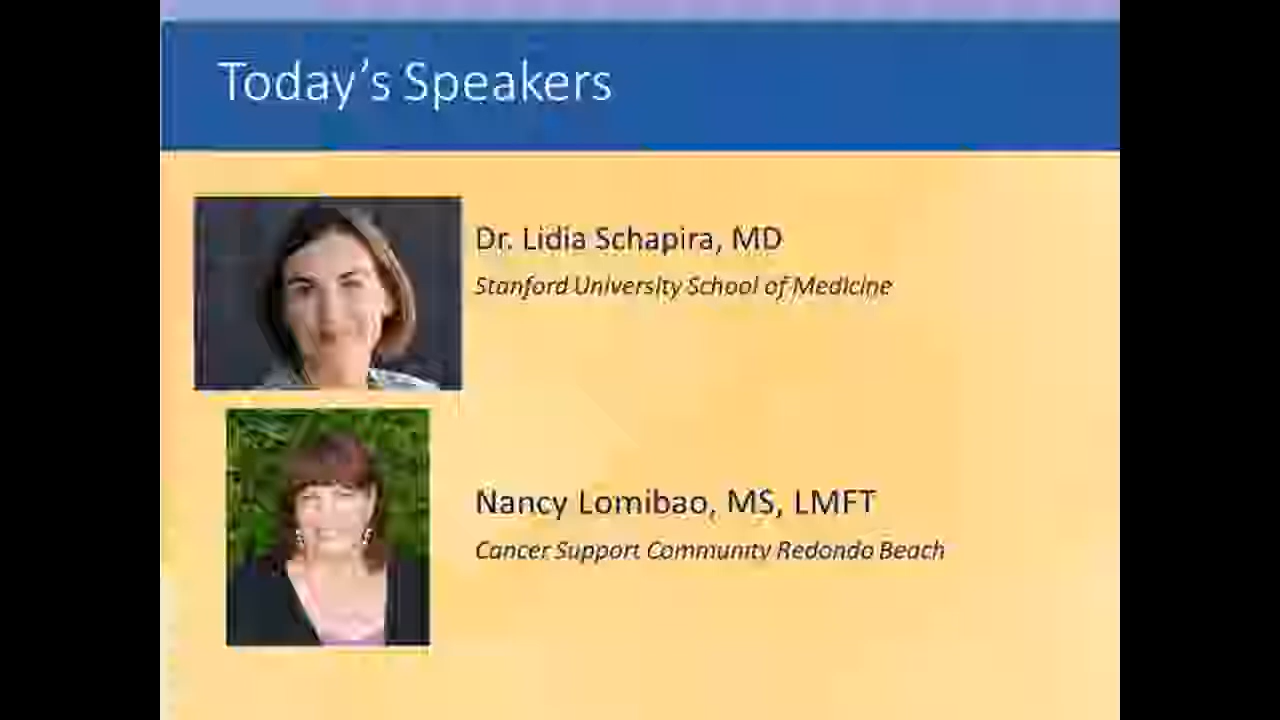 Today's Speakers
Dr. Lidia Schapira, MD
Stanford University School of Medicine
Nancy Lomibao, MS, LMFT
Cancer Support Community Redondo Beach